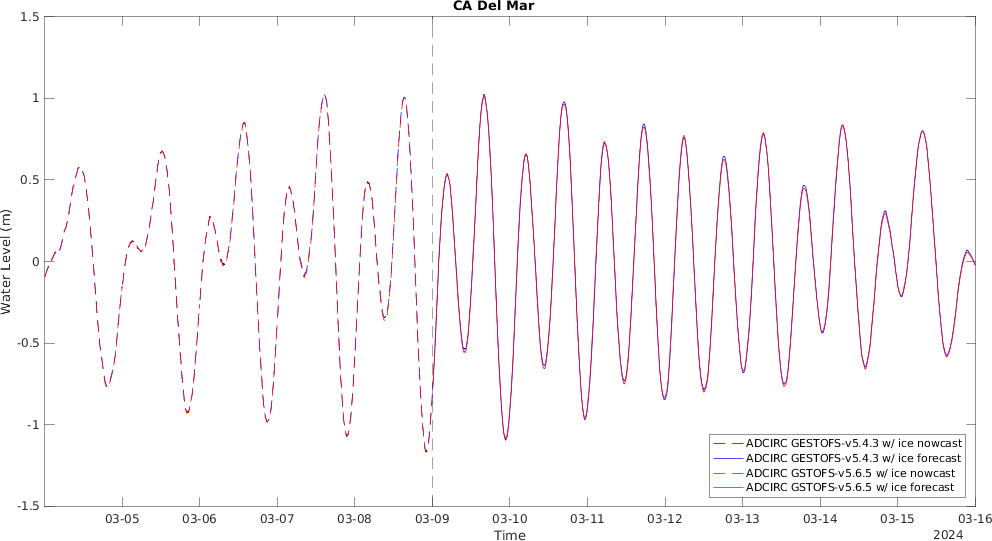 CA Del Mar
1.5
1
0.5
0
-0.5
-1
-1.5
Water Level (m)
ADCIRC GESTOFS-v5.4.3 w/ ice nowcast
ADCIRC GESTOFS-v5.4.3 w/ ice forecast
ADCIRC GSTOFS-v5.6.5 w/ ice nowcast
ADCIRC GSTOFS-v5.6.5 w/ ice forecast
03-05 03-06 03-07 03-08 03-09 03-10 03-11 03-12 03-13 03-14 03-15 03-16
Time 2024